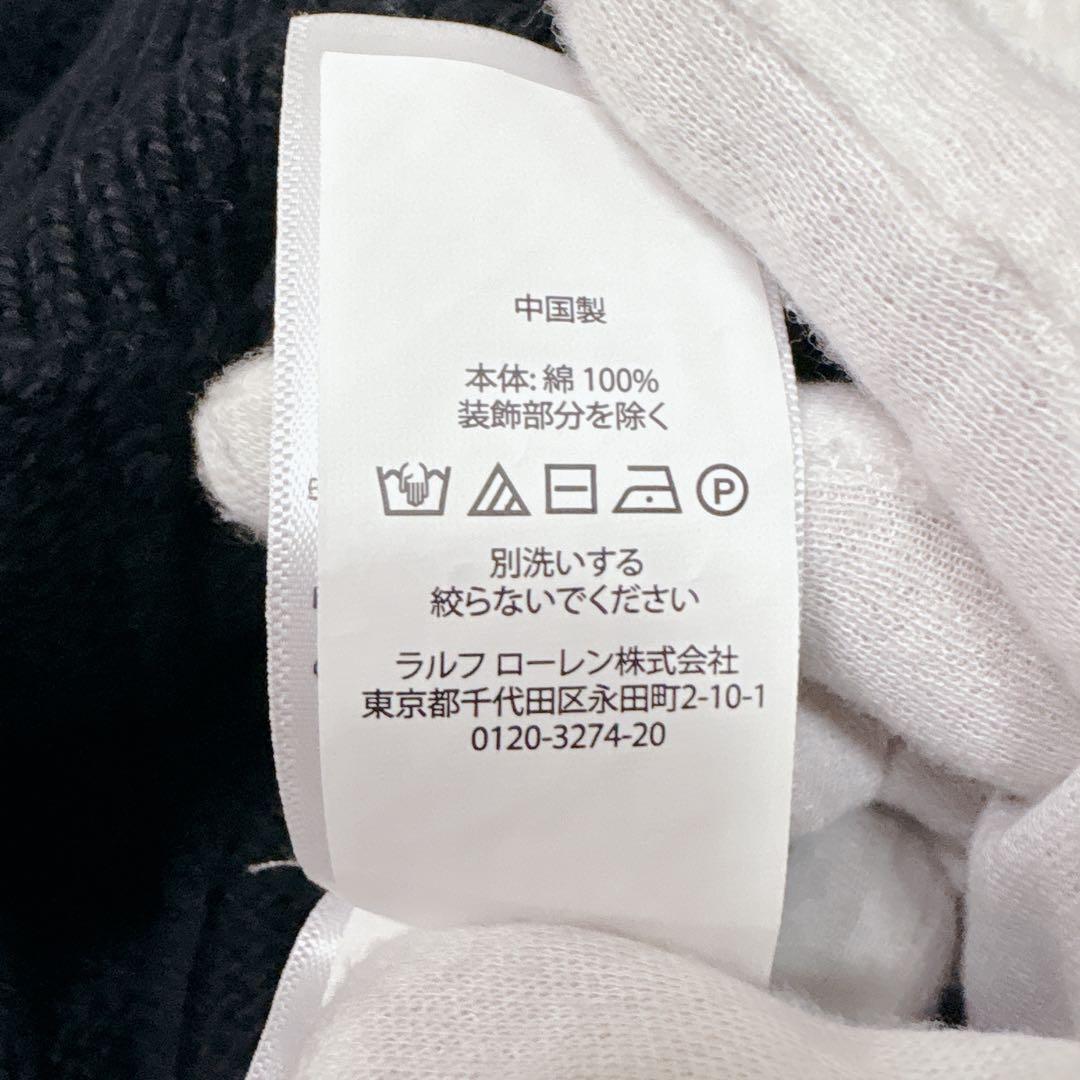 中国製
本体: 綿 100%
装飾部分を除く
P
別洗いする
絞らないでください
ラルフ ローレン株式会社
東京都千代田区永田町2-10-1
0120-3274-20